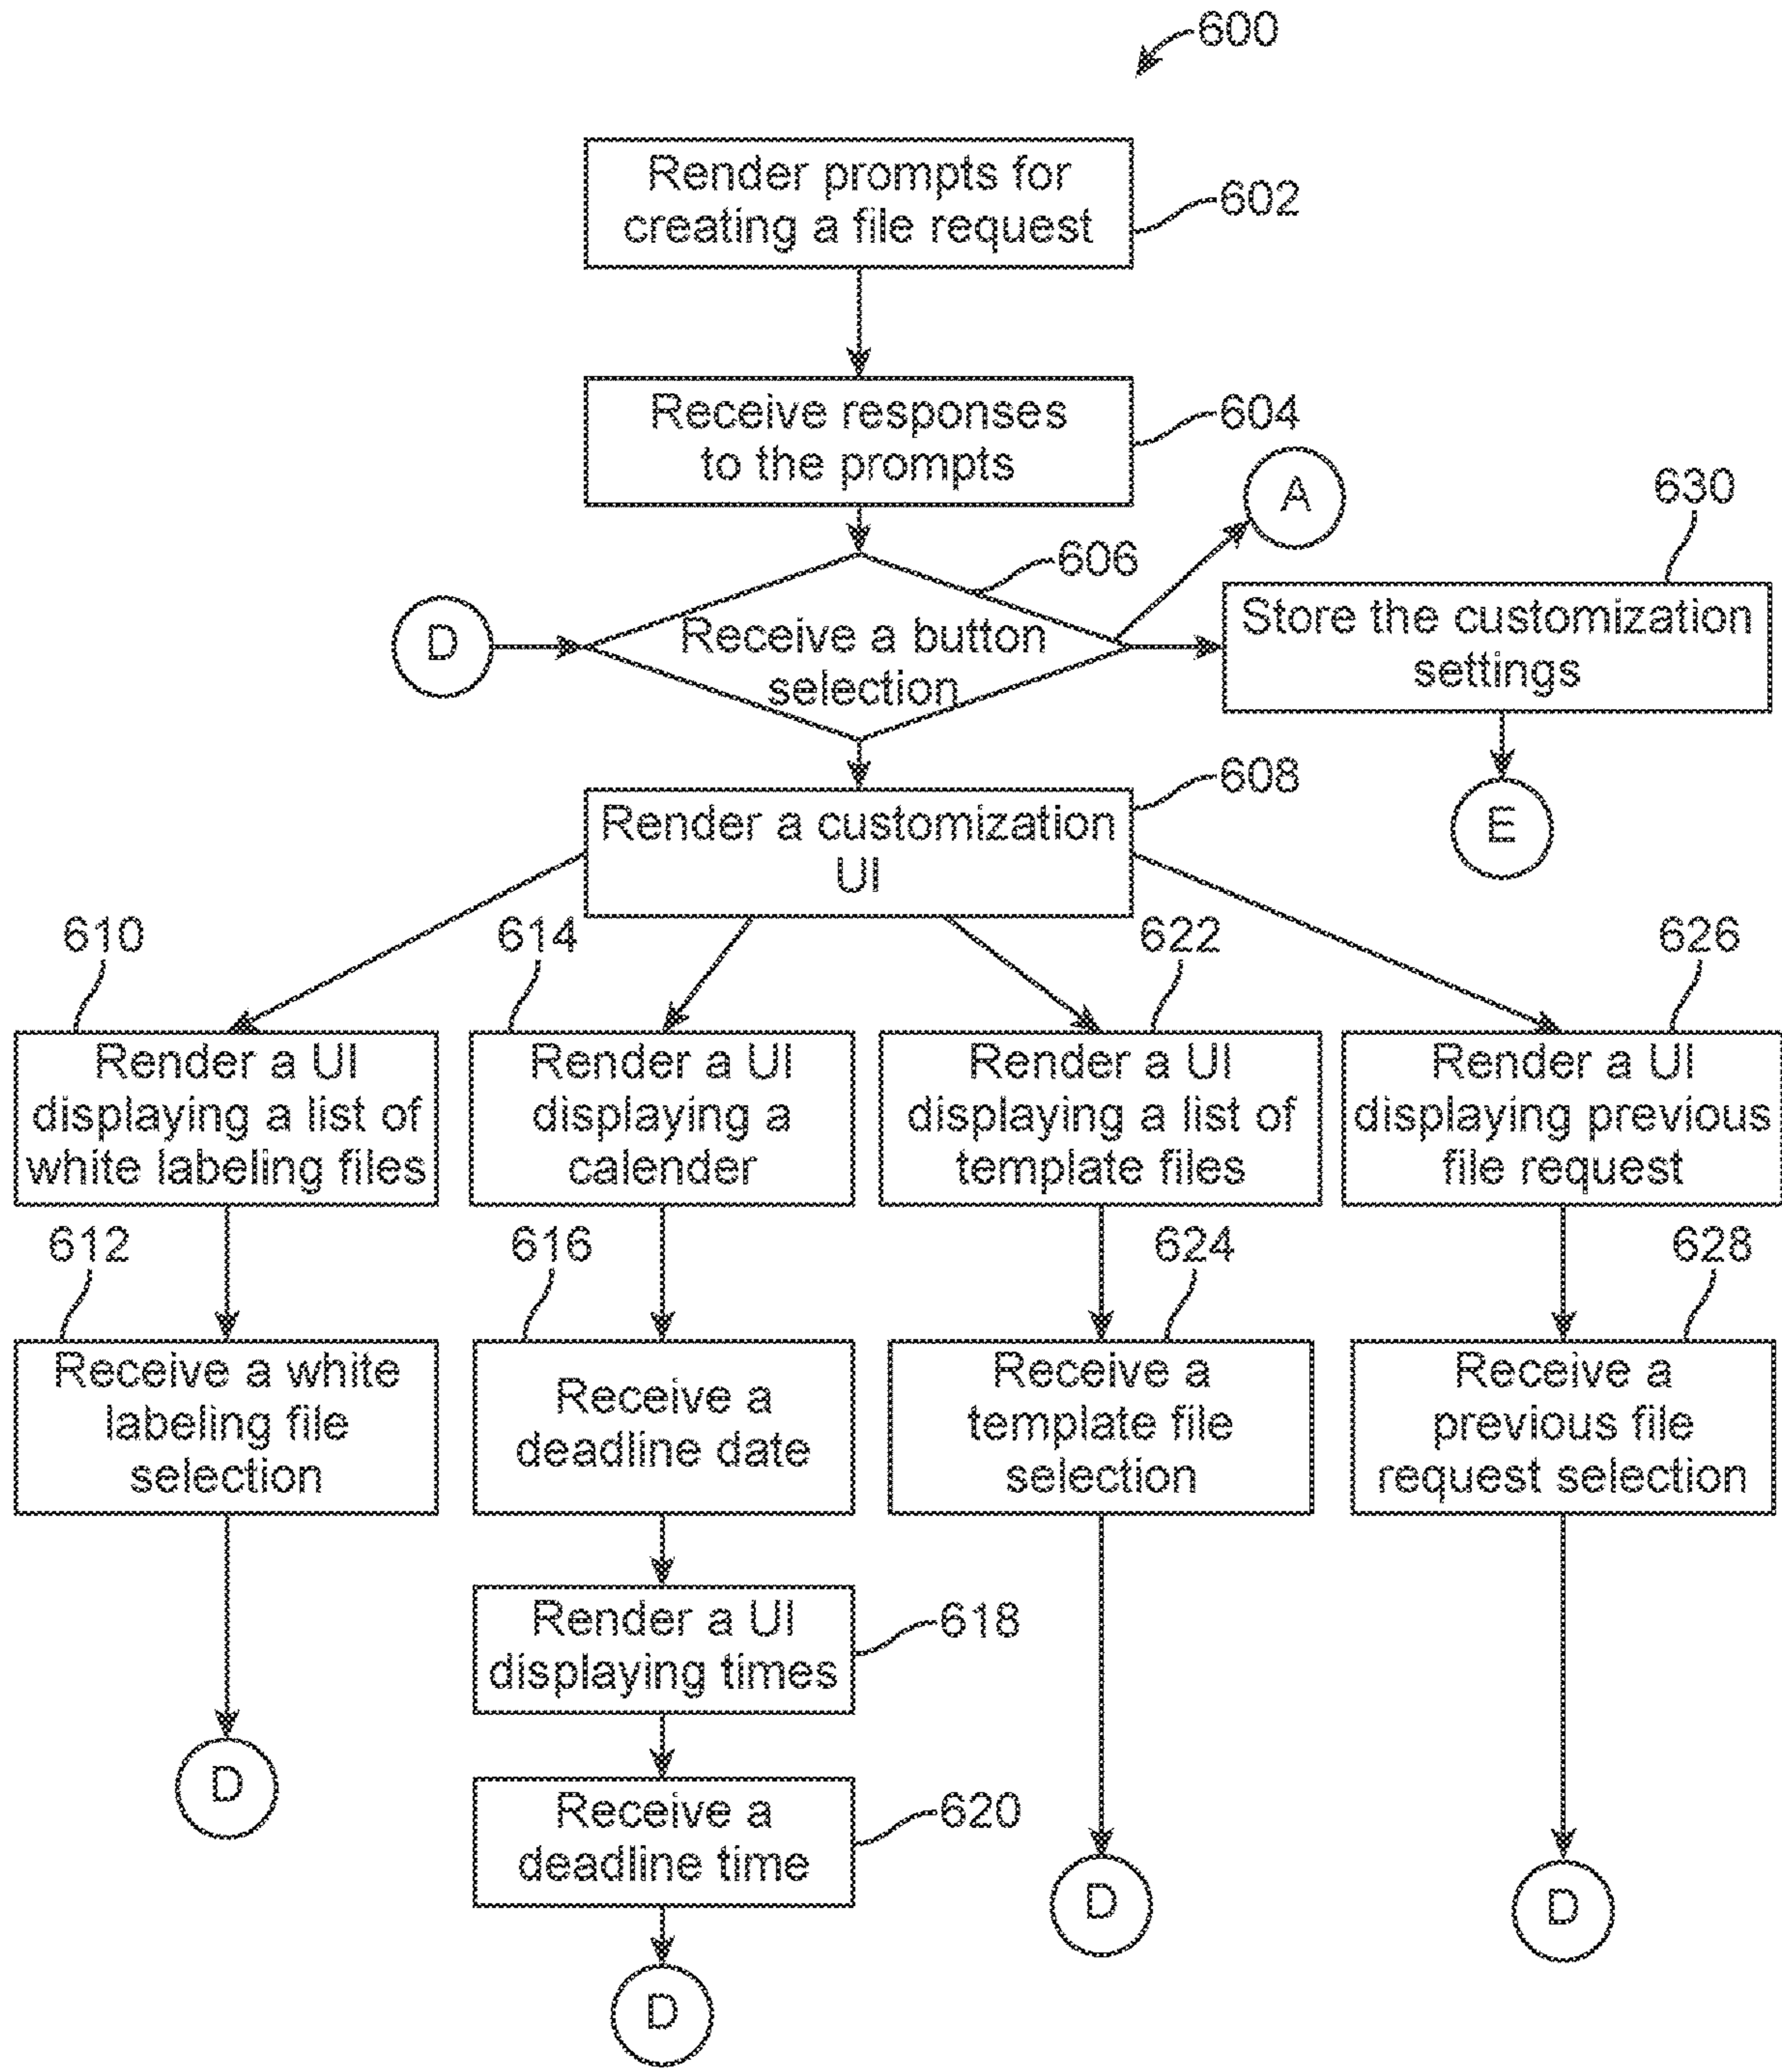 600
Render prompts for
creating a file request
602
Receive responses
to the prompts
604
A
630
606
D
Receive a button
selection
Store the customization
settings
E
608
Render a customization
UI
610
614
622
626
Render a UI
displaying a list of
white labeling files
Render a UI
displaying a
calender
Render a UI
displaying a list of
template files
Render a UI
displaying previous
file request
612
616
624
628
Receive a white
labeling file
selection
Receive a
deadline date
Receive a
template file
selection
Receive a
previous file
request selection
Render a UI
displaying times
618
D
Receive a
deadline time
620
D
D
D